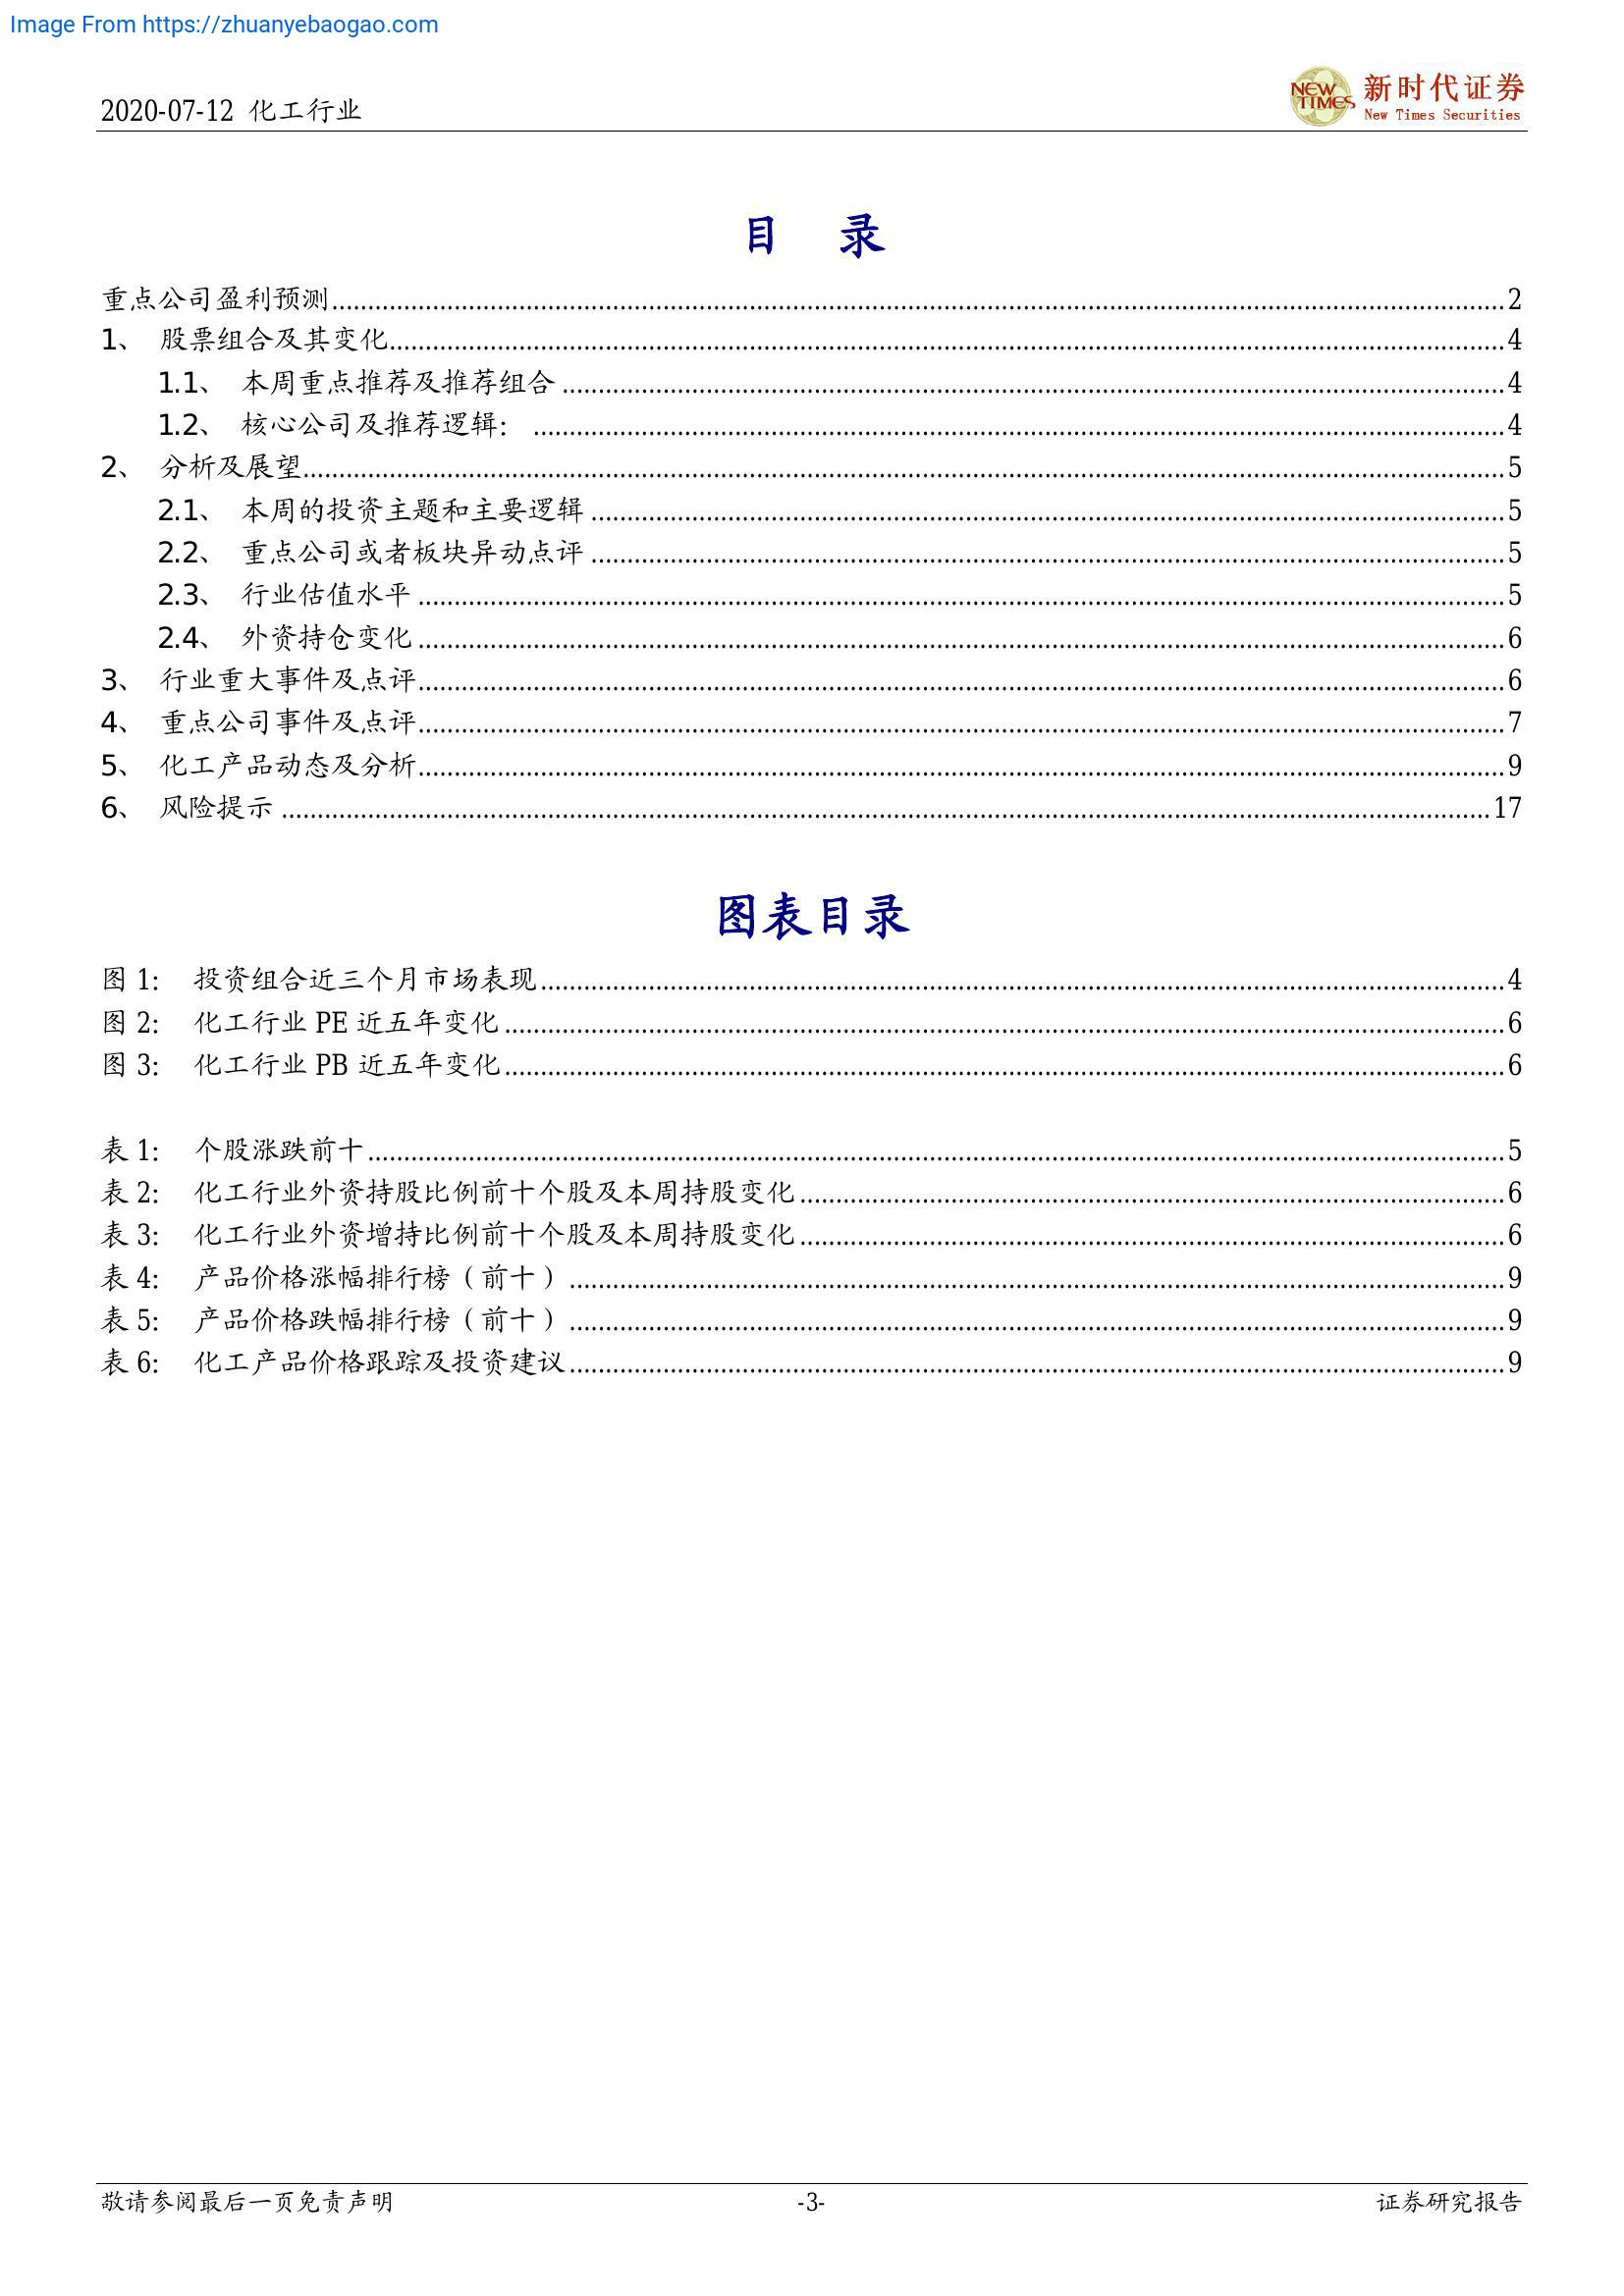 Image From https://zhuanyebaogao.com
2020-07-12 化工行业
NEW TIMES 新时代证券
New Times Securities
目 录
重点公司盈利预测........2
1、 股票组合及其变化........4
1.1、 本周重点推荐及推荐组合........4
1.2、 核心公司及推荐逻辑：........4
2、 分析及展望........5
2.1、 本周的投资主题和主要逻辑........5
2.2、 重点公司或者板块异动点评........5
2.3、 行业估值水平........5
2.4、 外资持仓变化........6
3、 行业重大事件及点评........6
4、 重点公司事件及点评........7
5、 化工产品动态及分析........9
6、 风险提示........17
图表目录
图 1： 投资组合近三个月市场表现........4
图 2： 化工行业 PE 近五年变化........6
图 3： 化工行业 PB 近五年变化........6
表 1： 个股涨跌前十........5
表 2： 化工行业外资持股比例前十个股及本周持股变化........6
表 3： 化工行业外资增持比例前十个股及本周持股变化........6
表 4： 产品价格涨幅排行榜（前十）........9
表 5： 产品价格跌幅排行榜（前十）........9
表 6： 化工产品价格跟踪及投资建议........9
敬请参阅最后一页免责声明 -3- 证券研究报告